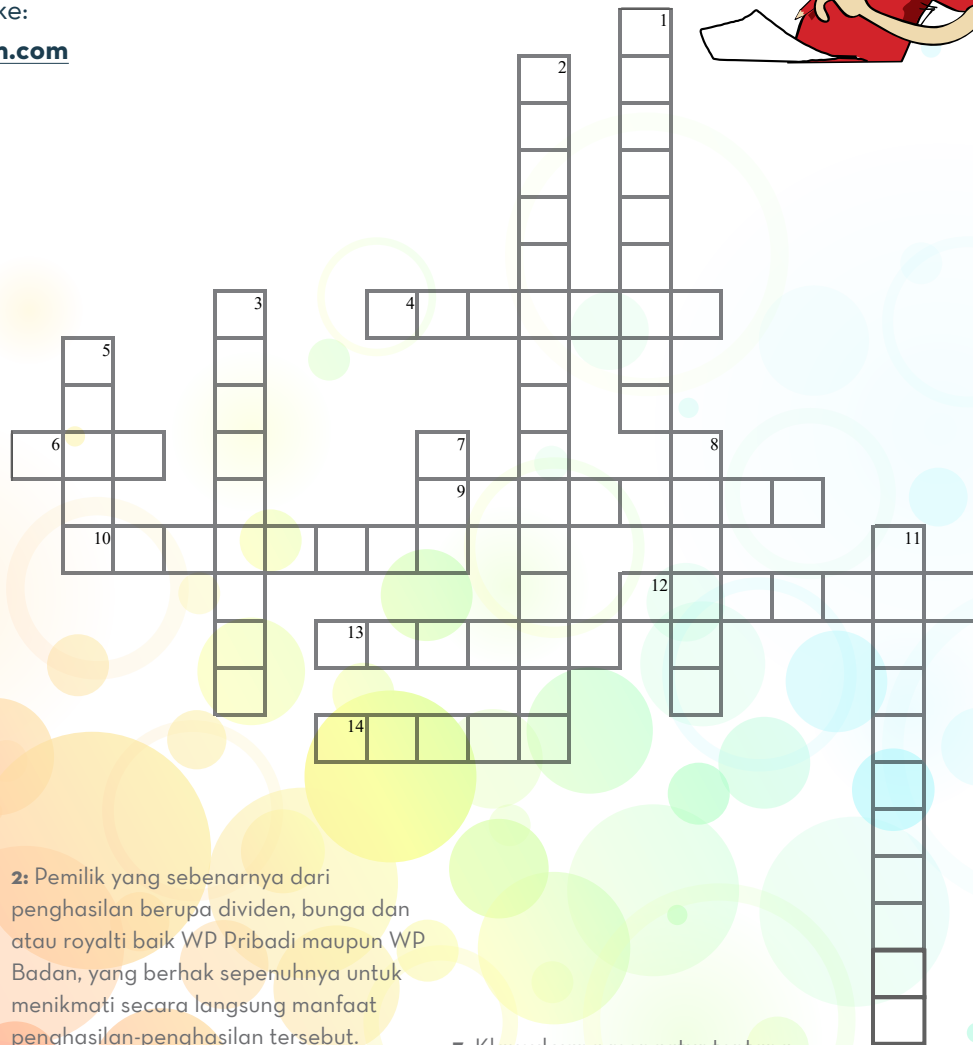 ke:
n.com
1
2
3
4
5
6
7
8
9
10
11
12
13
14
2: Pemilik yang sebenarnya dari
penghasilan berupa dividen, bunga dan
atau royalti baik WP Pribadi maupun WP
Badan, yang berhak sepenuhnya untuk
menikmati secara langsung manfaat
penghasilan-penghasilan tersebut.